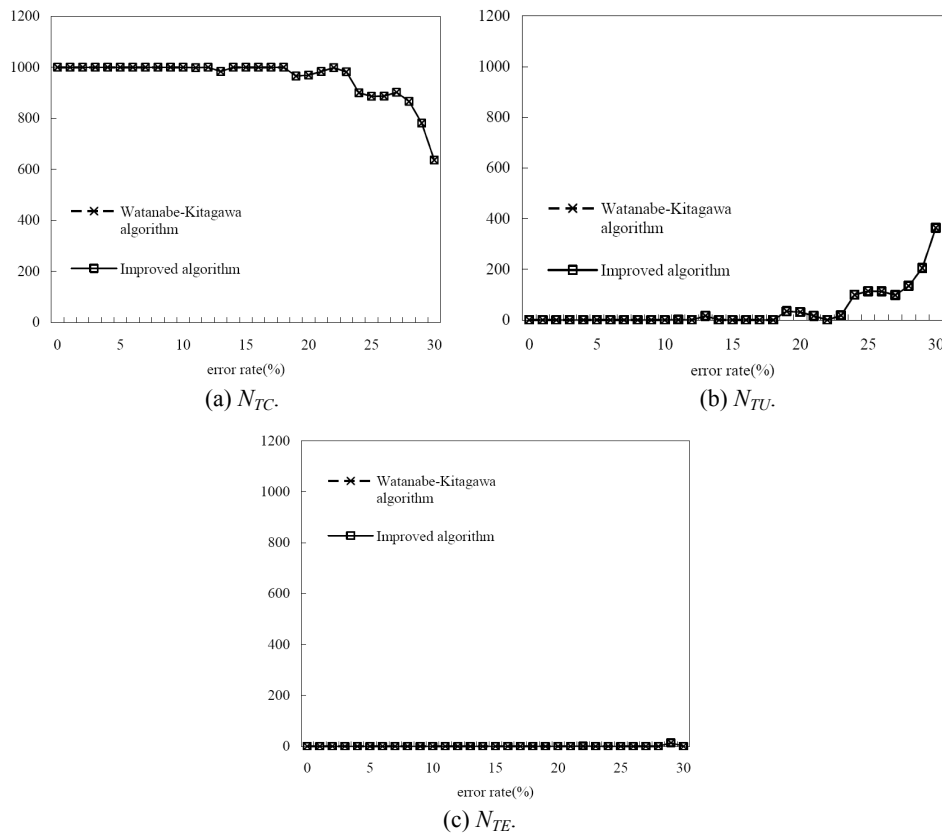 1200
1000
800
600
400
200
0
Watanabe-Kitagawa
algorithm
Improved algorithm
0 5 10 15 20 25 30
error rate(%)
(a) N_TC.
1200
1000
800
600
400
200
0
Watanabe-Kitagawa
algorithm
Improved algorithm
0 5 10 15 20 25 30
error rate(%)
(b) N_TU.
1200
1000
800
600
400
200
0
Watanabe-Kitagawa
algorithm
Improved algorithm
0 5 10 15 20 25 30
error rate(%)
(c) N_TE.